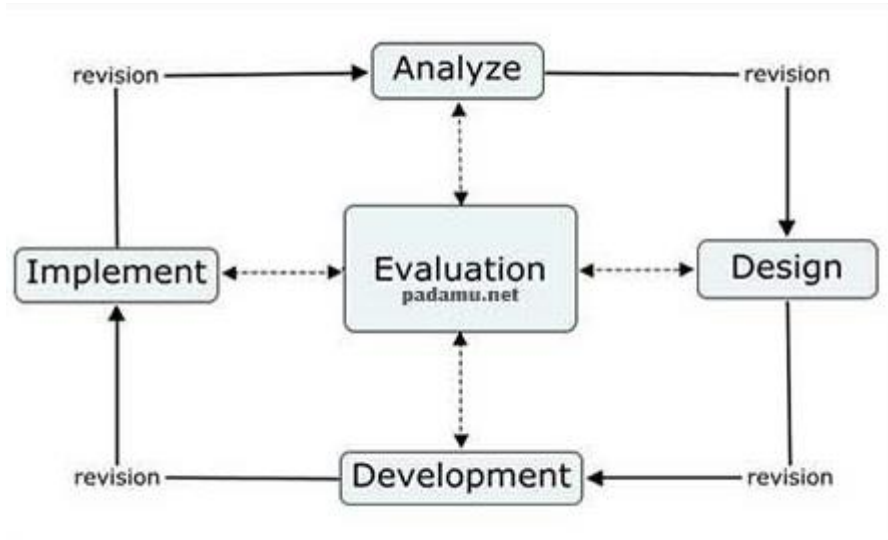 revision
Analyze
revision
Implement
Evaluation
padamu.net
Design
revision
Development
revision